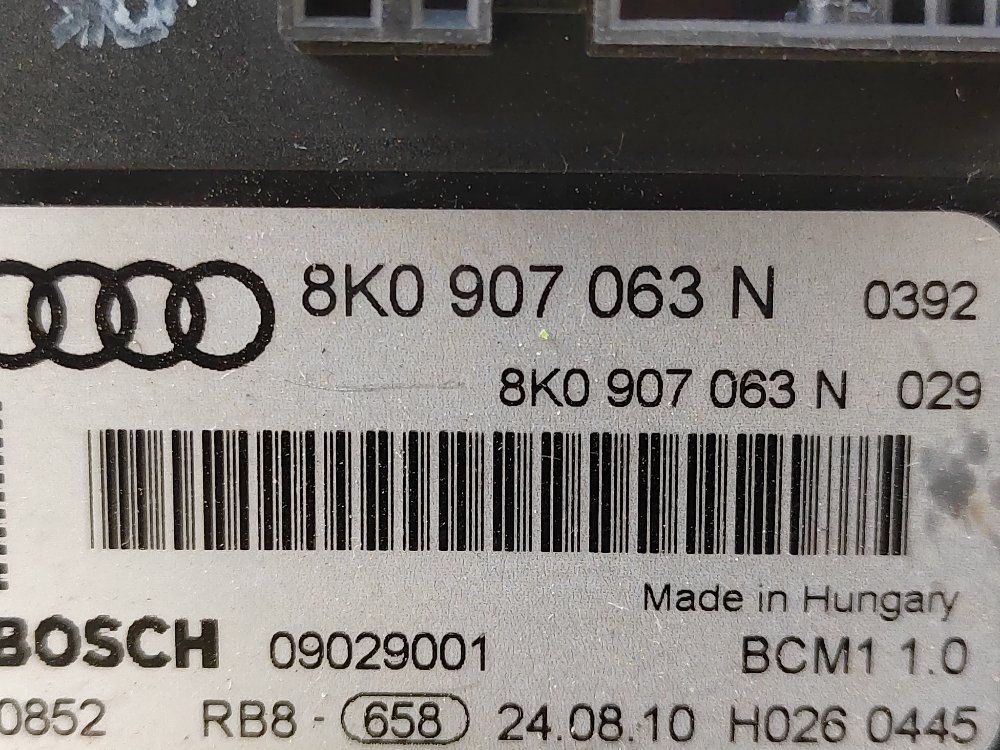 8K0 907 063 N 0392
8K0 907 063 N 029
Made in Hungary
BOSCH 09029001 BCM1 1.0
0852 RB8 - 658 24.08.10 H026 0445